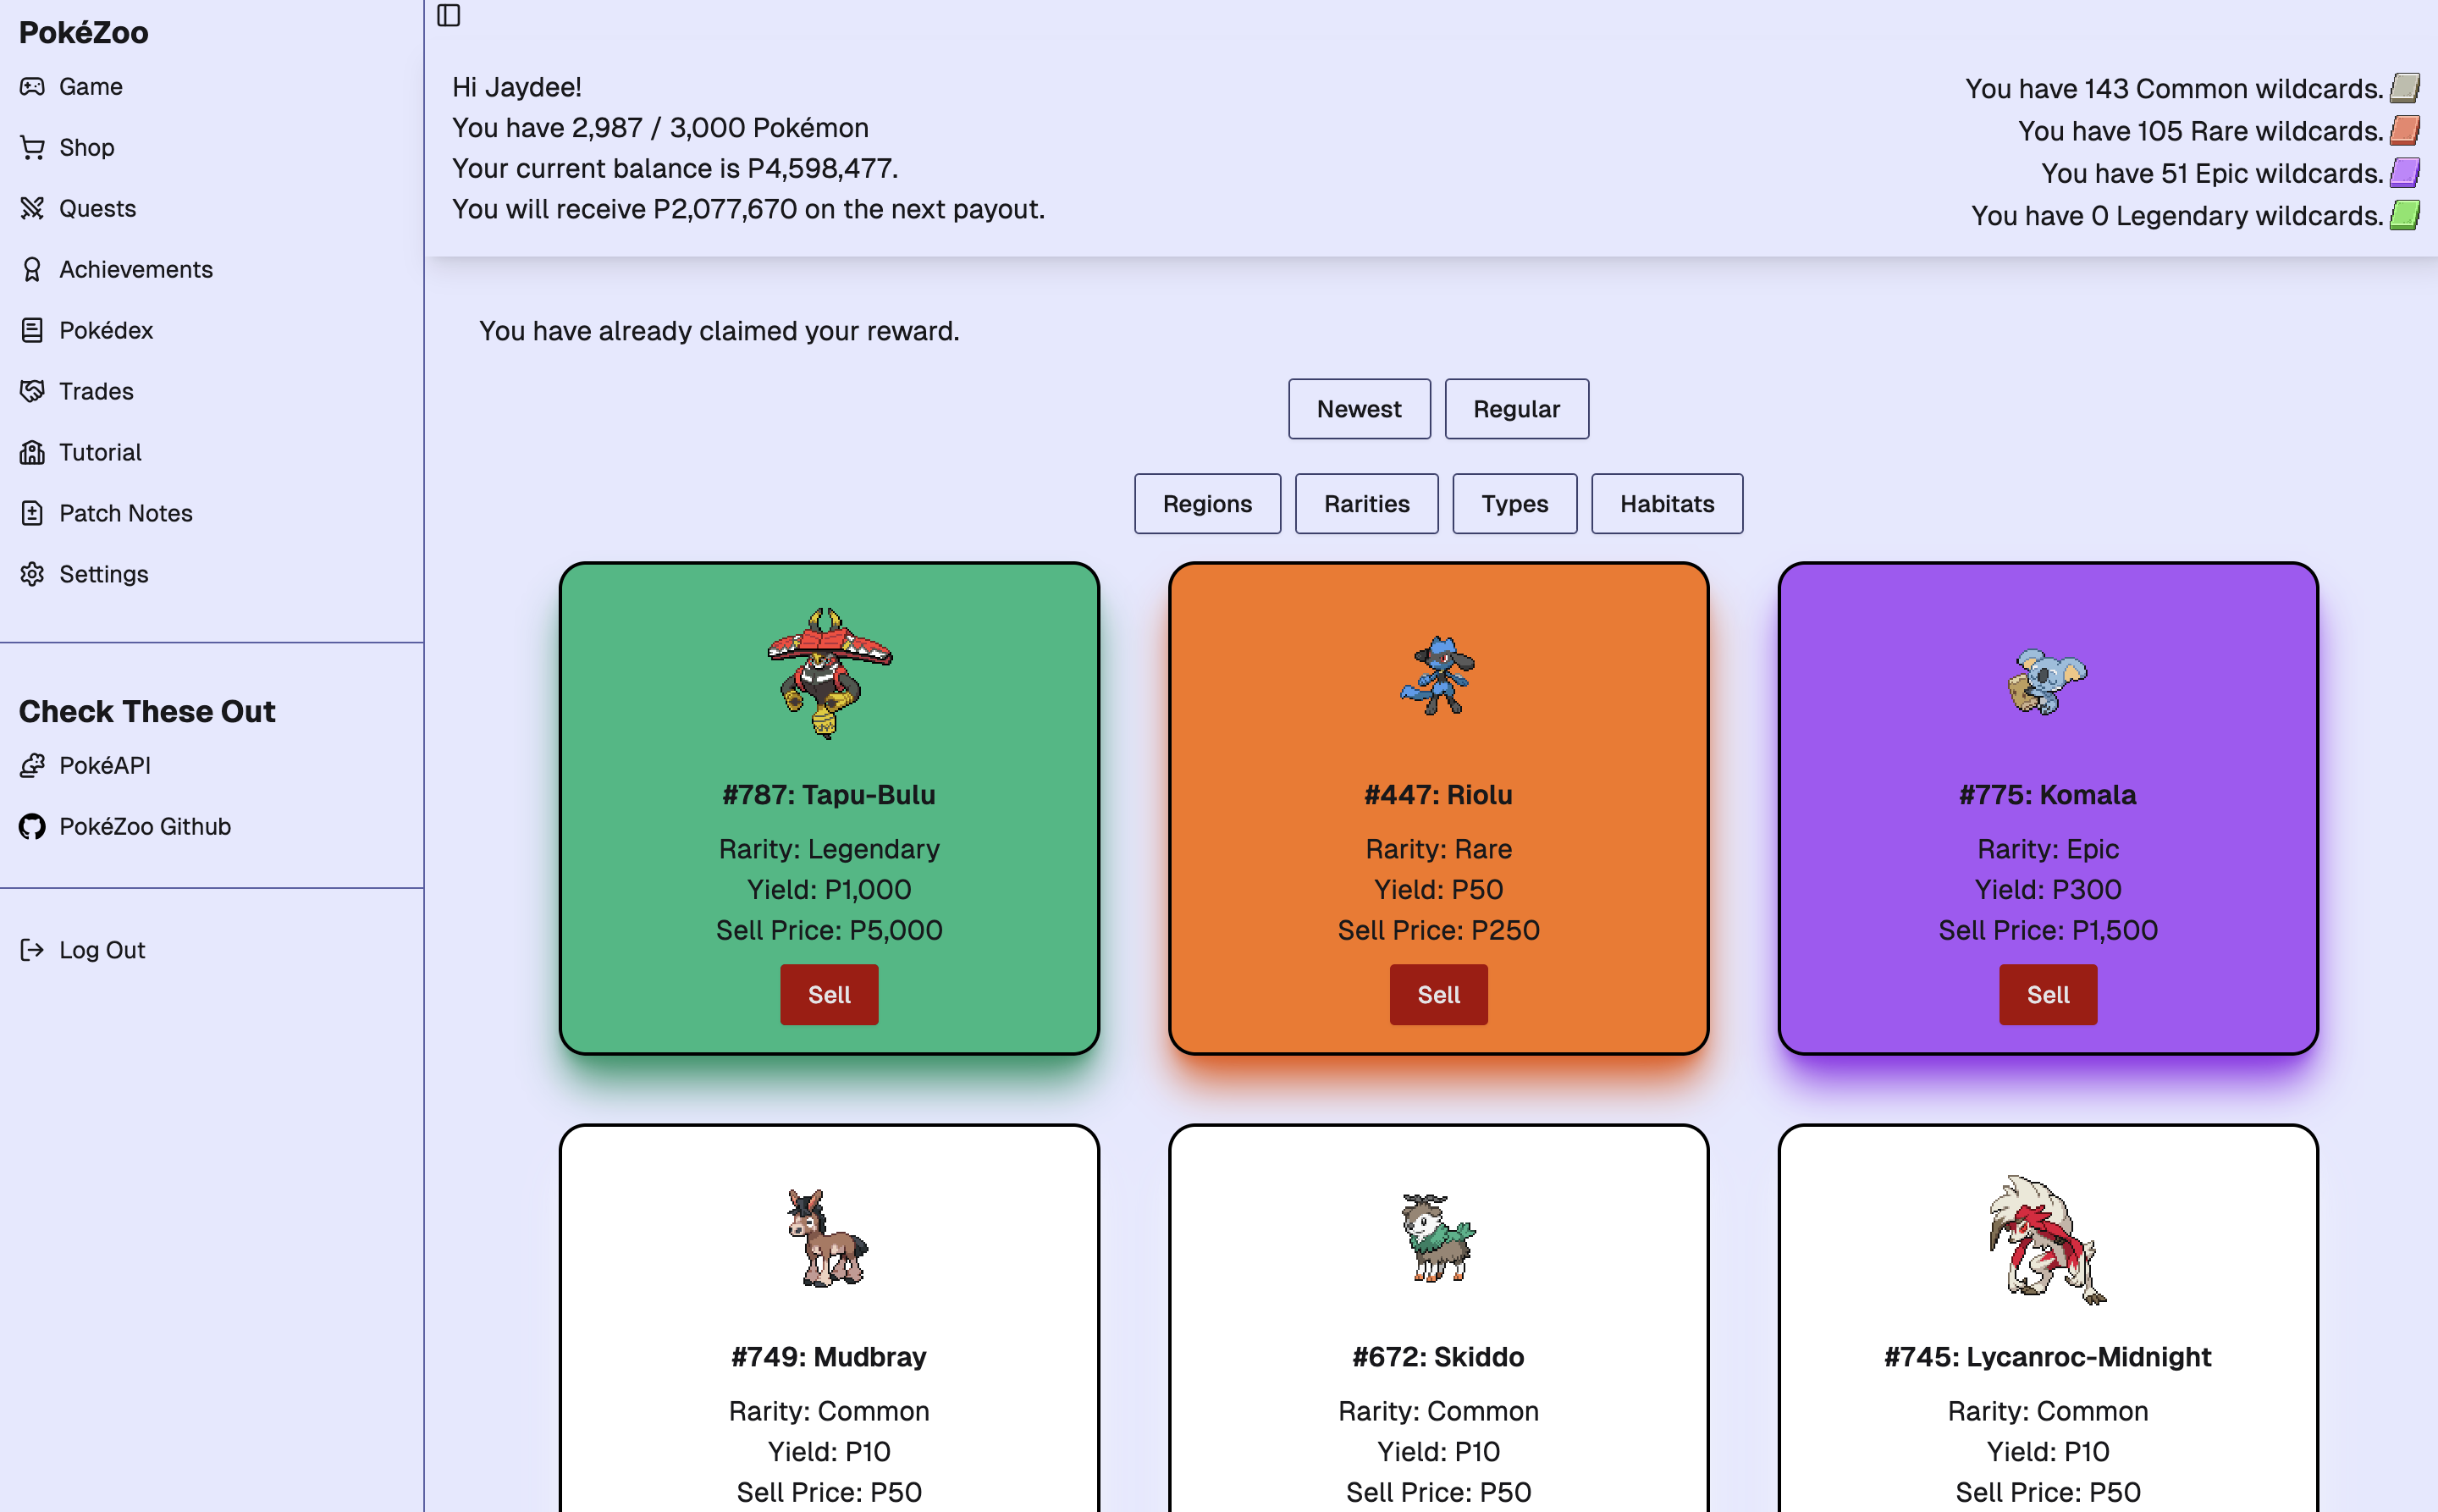 PokéZoo
Game
Shop
Quests
Achievements
Pokédex
Trades
Tutorial
Patch Notes
Settings
Check These Out
PokéAPI
PokéZoo Github
Log Out
Hi Jaydee!
You have 2,987 / 3,000 Pokémon
Your current balance is P4,598,477.
You will receive P2,077,670 on the next payout.
You have 143 Common wildcards.
You have 105 Rare wildcards.
You have 51 Epic wildcards.
You have 0 Legendary wildcards.
You have already claimed your reward.
Newest Regular
Regions Rarities Types Habitats
#787: Tapu-Bulu
Rarity: Legendary
Yield: P1,000
Sell Price: P5,000
Sell
#447: Riolu
Rarity: Rare
Yield: P50
Sell Price: P250
Sell
#775: Komala
Rarity: Epic
Yield: P300
Sell Price: P1,500
Sell
#749: Mudbray
Rarity: Common
Yield: P10
Sell Price: P50
#672: Skiddo
Rarity: Common
Yield: P10
Sell Price: P50
#745: Lycanroc-Midnight
Rarity: Common
Yield: P10
Sell Price: P50